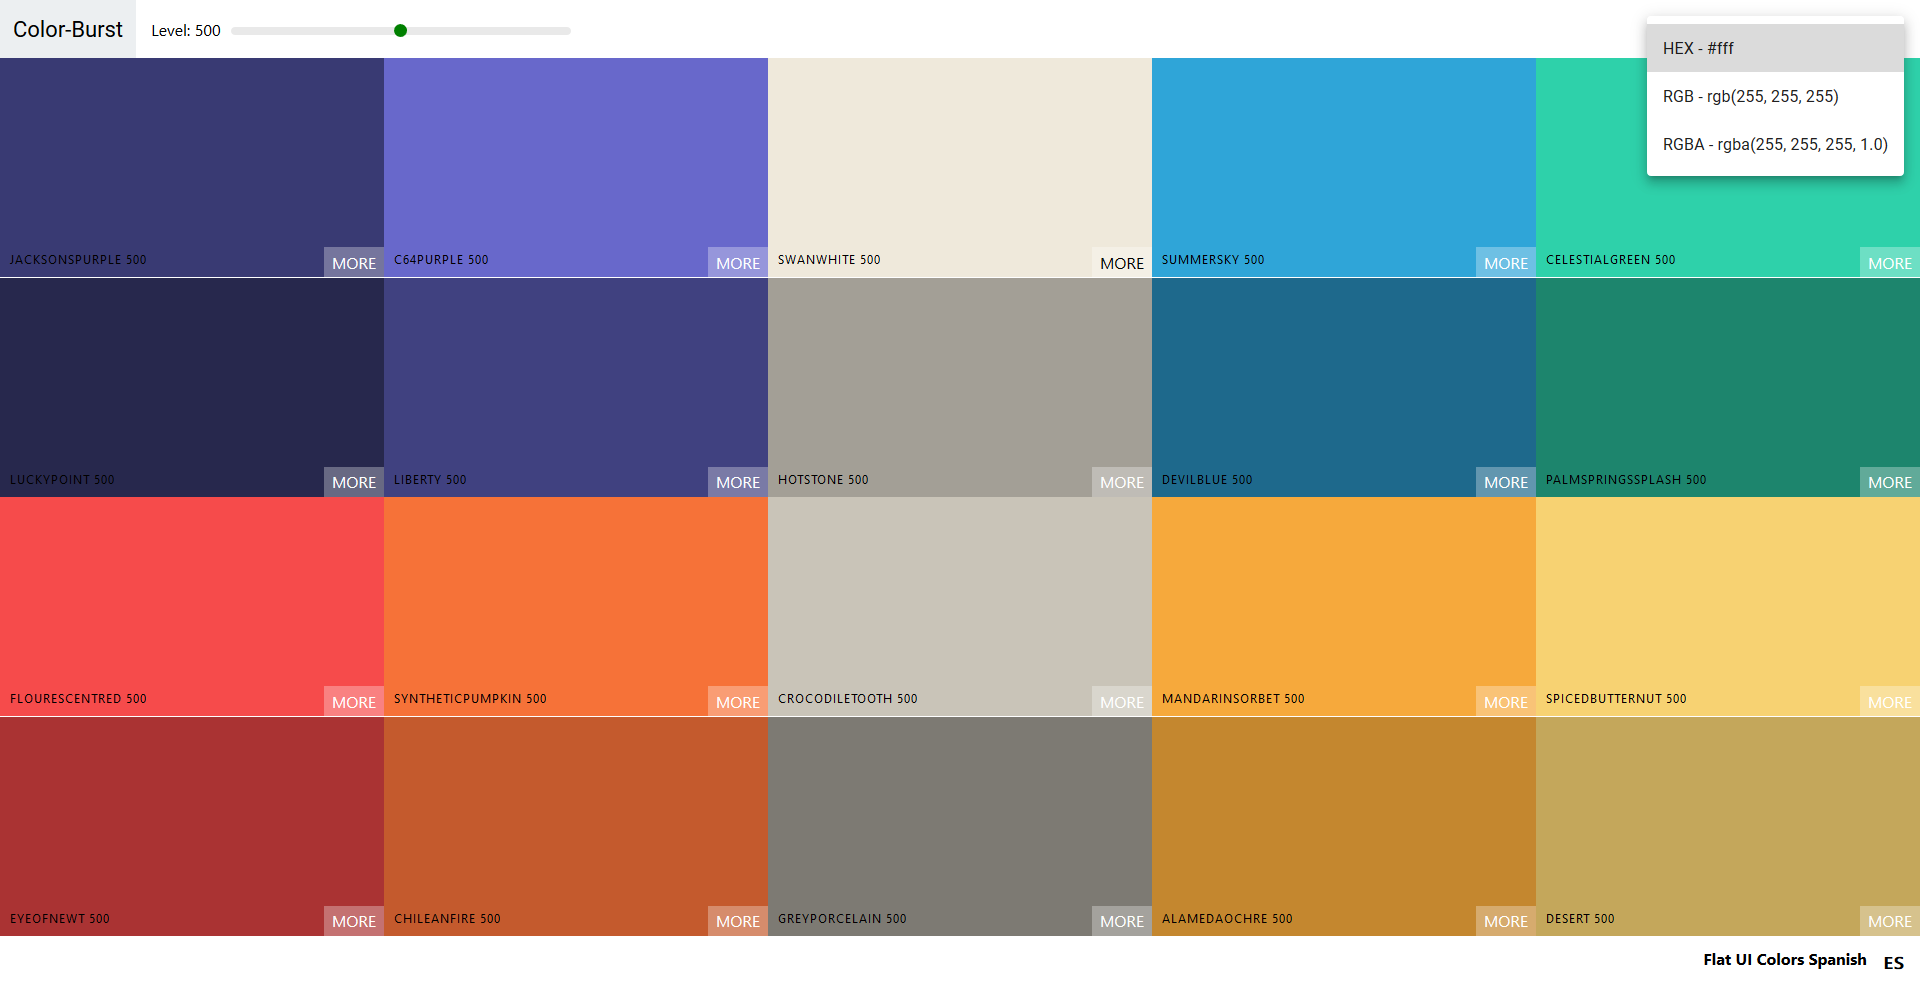 Color-Burst
Level: 500
HEX - #fff
RGB - rgb(255, 255, 255)
RGBA - rgba(255, 255, 255, 1.0)
JACKSONSPURPLE 500 MORE
C64PURPLE 500 MORE
SWANWHITE 500 MORE
SUMMERSKY 500 MORE
CELESTIALGREEN 500 MORE
LUCKYPOINT 500 MORE
LIBERTY 500 MORE
HOTSTONE 500 MORE
DEVILBLUE 500 MORE
PALMSPRINGSSPLASH 500 MORE
FLOURESCENTRED 500 MORE
SYNTHETICPUMPKIN 500 MORE
CROCODILETOOTH 500 MORE
MANDARINSORBET 500 MORE
SPICEDBUTTERNUT 500 MORE
EYEOFNEWT 500 MORE
CHILEANFIRE 500 MORE
GREYPORCELAIN 500 MORE
ALAMEDAOCHRE 500 MORE
DESERT 500 MORE
Flat UI Colors Spanish ES